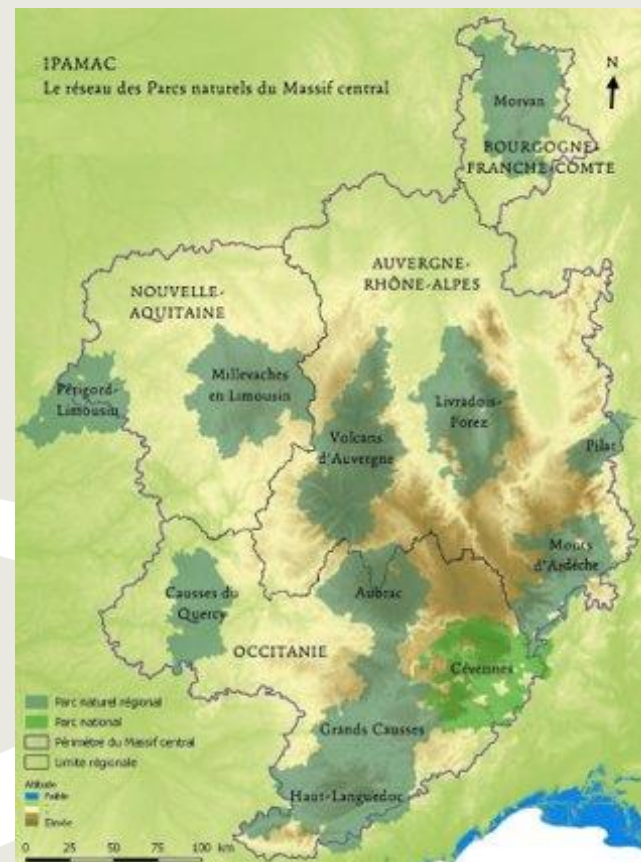 IPAMAC
Le réseau des Parcs naturels du Massif central
N
Morvan
BOURGOGNE-
FRANCHE-COMTE
AUVERGNE-
RHÔNE-ALPES
NOUVELLE-
AQUITAINE
Périgord-
Limousin
Millevaches
en Limousin
Volcans
d'Auvergne
Livradois-
Forez
Pilat
Monts
d'Ardèche
Causses du
Quercy
Aubrac
OCCITANIE
Cévennes
Grands Causses
Haut-Languedoc
Parc naturel régional
Parc national
Périmètre du Massif central
Limite régionale
Altitude
Faible
Elevée
0 25 50 75 100 km